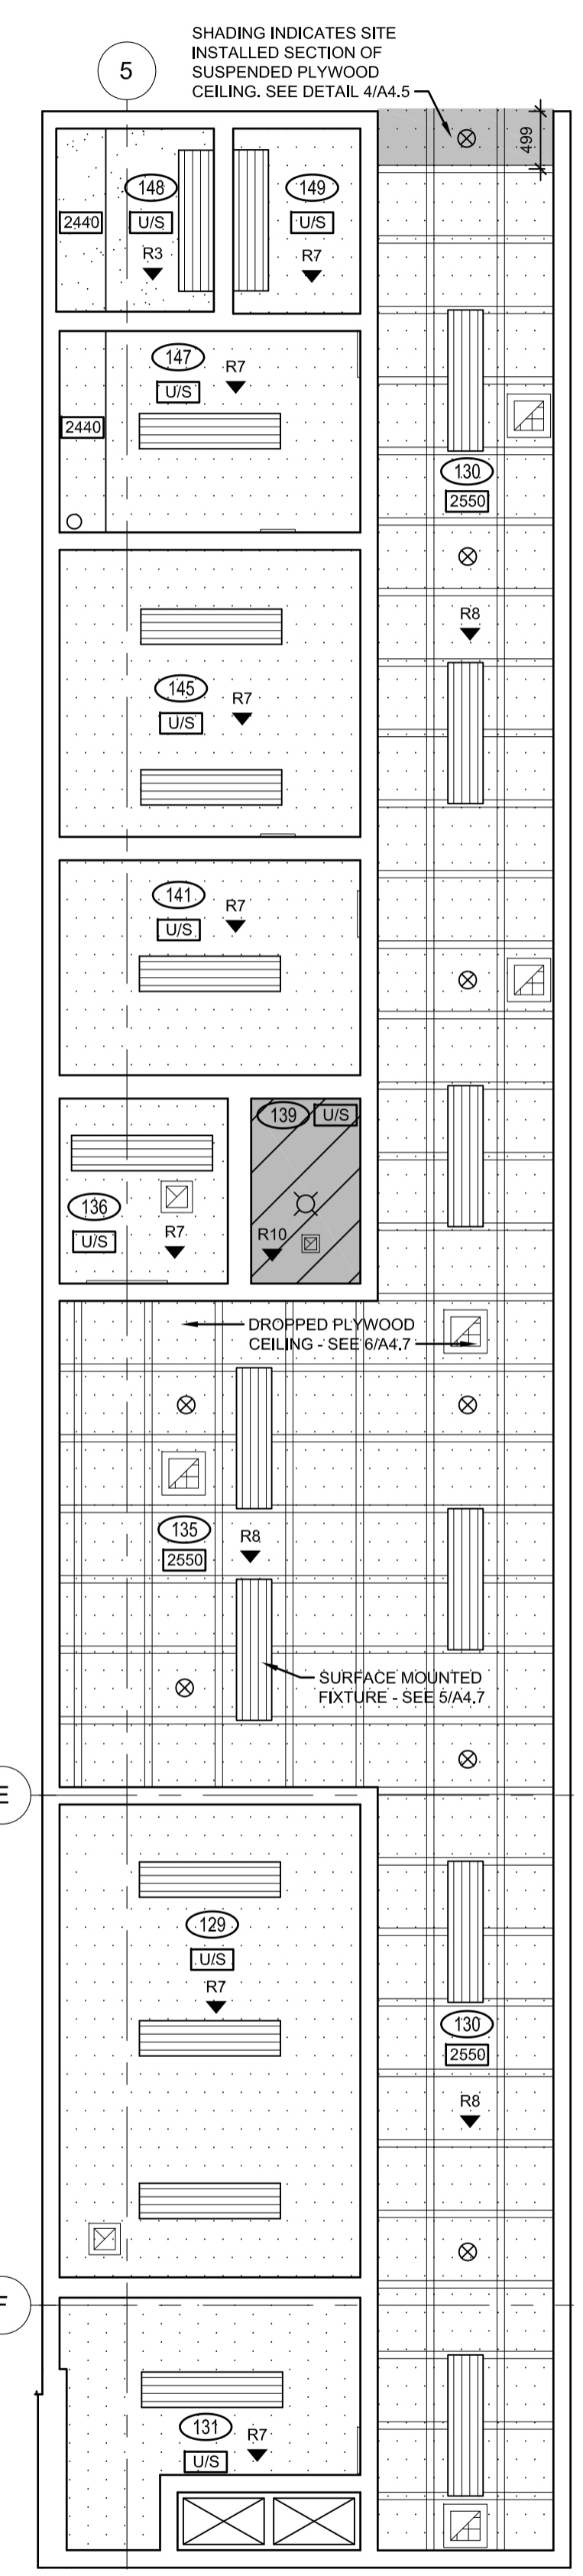 SHADING INDICATES SITE
INSTALLED SECTION OF
SUSPENDED PLYWOOD
CEILING. SEE DETAIL 4/A4.5
5
499
148
149
2440
U/S
U/S
R3
R7
147
R7
U/S
2440
130
2550
R8
145
R7
U/S
141
R7
U/S
139
U/S
136
U/S
R7
R10
DROPPED PLYWOOD
CEILING - SEE 6/A4.7
135
R8
2550
SURFACE MOUNTED
FIXTURE - SEE 5/A4.7
E
129
U/S
R7
130
2550
R8
F
131
R7
U/S